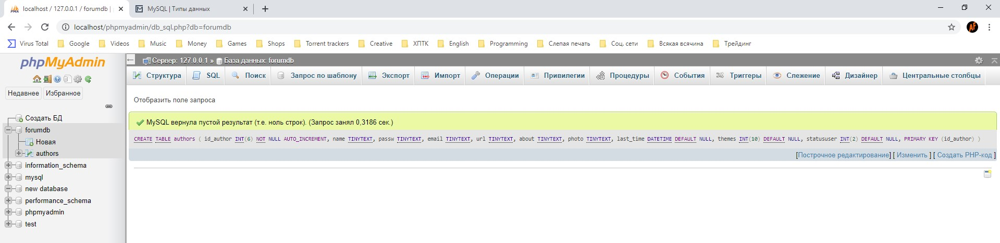 localhost / 127.0.0.1 / forumdb |
MySQL | Типы данных
localhost/phpmyadmin/db_sql.php?db=forumdb
Virus Total Google Videos Music Money Games Shops Torrent trackers Creative ХПТК English Programming Слепая печать Соц. сети Всякая всячина Трейдинг
phpMyAdmin
Недавнее Избранное
Создать БД
forumdb
Новая
authors
information_schema
mysql
new database
performance_schema
phpmyadmin
test
Сервер: 127.0.0.1 » База данных: forumdb
Структура SQL Поиск Запрос по шаблону Экспорт Импорт Операции Привилегии Процедуры События Триггеры Слежение Дизайнер Центральные столбцы
Отобразить поле запроса
MySQL вернула пустой результат (т.е. ноль строк). (Запрос занял 0,3186 сек.)
CREATE TABLE authors ( id_author INT(6) NOT NULL AUTO_INCREMENT, name TINYTEXT, passw TINYTEXT, email TINYTEXT, url TINYTEXT, about TINYTEXT, photo TINYTEXT, last_time DATETIME DEFAULT NULL, themes INT(10) DEFAULT NULL, statususer INT(2) DEFAULT NULL, PRIMARY KEY (id_author) )
[Построчное редактирование] [ Изменить ] [ Создать PHP-код ]